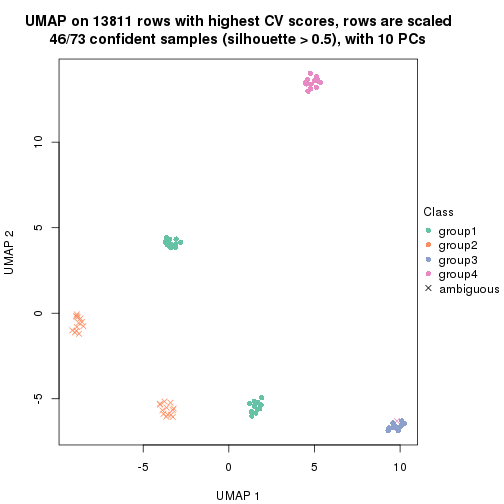 UMAP on 13811 rows with highest CV scores, rows are scaled
46/73 confident samples (silhouette > 0.5), with 10 PCs
10
5
0
-5
UMAP 2
-5
0
5
10
UMAP 1
Class
group1
group2
group3
group4
ambiguous